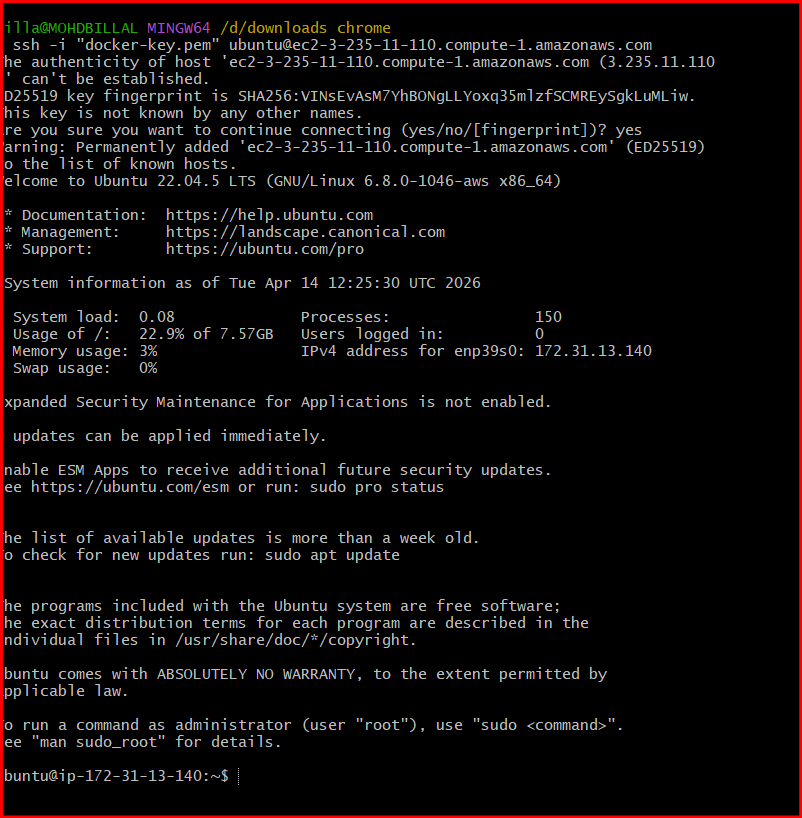 illa@MOHDBILLAL MINGW64 /d/downloads chrome
ssh -i "docker-key.pem" ubuntu@ec2-3-235-11-110.compute-1.amazonaws.com
he authenticity of host 'ec2-3-235-11-110.compute-1.amazonaws.com (3.235.11.110
' can't be established.
D25519 key fingerprint is SHA256:VINsEvAsM7YhBONgLLYoxq35mlzfSCMREySgkLuMLiw.
his key is not known by any other names.
re you sure you want to continue connecting (yes/no/[fingerprint])? yes
arning: Permanently added 'ec2-3-235-11-110.compute-1.amazonaws.com' (ED25519)
o the list of known hosts.
elcome to Ubuntu 22.04.5 LTS (GNU/Linux 6.8.0-1046-aws x86_64)
* Documentation:  https://help.ubuntu.com
* Management:     https://landscape.canonical.com
* Support:        https://ubuntu.com/pro
System information as of Tue Apr 14 12:25:30 UTC 2026
System load:  0.08                Processes:                150
Usage of /:   22.9% of 7.57GB   Users logged in:          0
Memory usage: 3%                IPv4 address for enp39s0: 172.31.13.140
Swap usage:   0%
xpanded Security Maintenance for Applications is not enabled.
updates can be applied immediately.
nable ESM Apps to receive additional future security updates.
ee https://ubuntu.com/esm or run: sudo pro status
he list of available updates is more than a week old.
o check for new updates run: sudo apt update
he programs included with the Ubuntu system are free software;
he exact distribution terms for each program are described in the
ndividual files in /usr/share/doc/*/copyright.
buntu comes with ABSOLUTELY NO WARRANTY, to the extent permitted by
pplicable law.
o run a command as administrator (user "root"), use "sudo <command>".
ee "man sudo_root" for details.
buntu@ip-172-31-13-140:~$